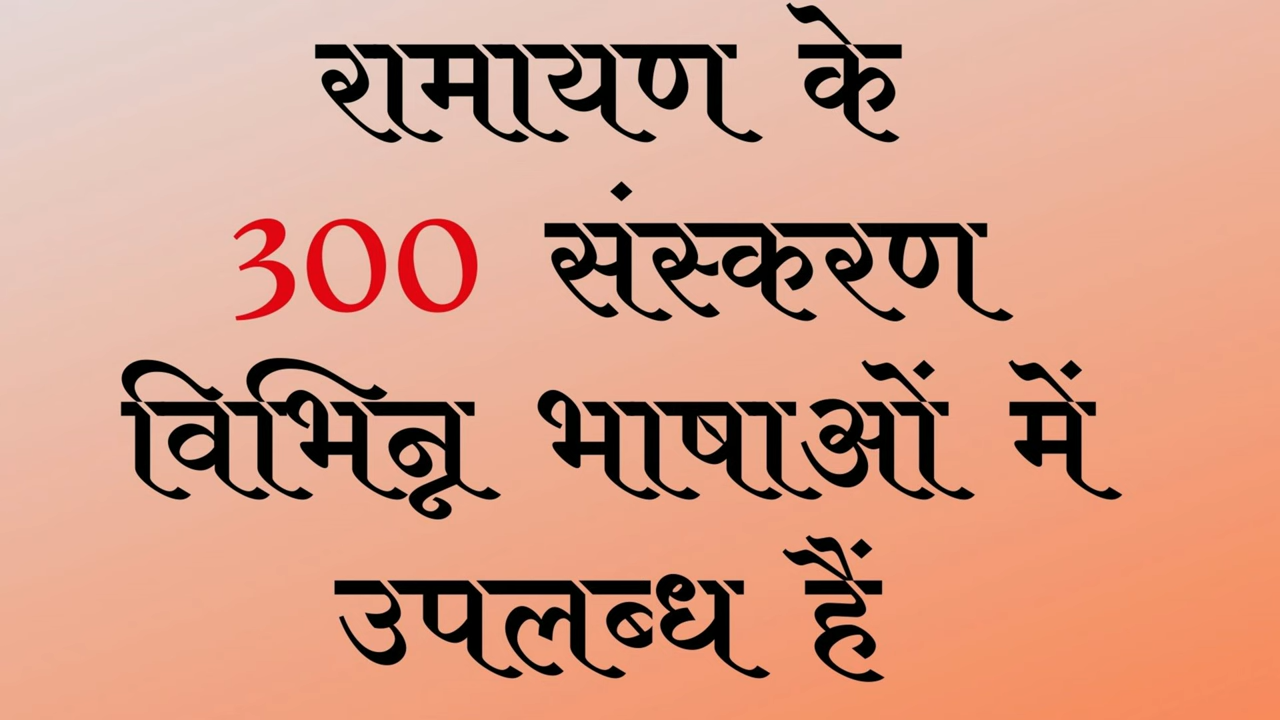 रामायण के
300 संस्करण
विभिन्न भाषाओं में
उपलब्ध हैं